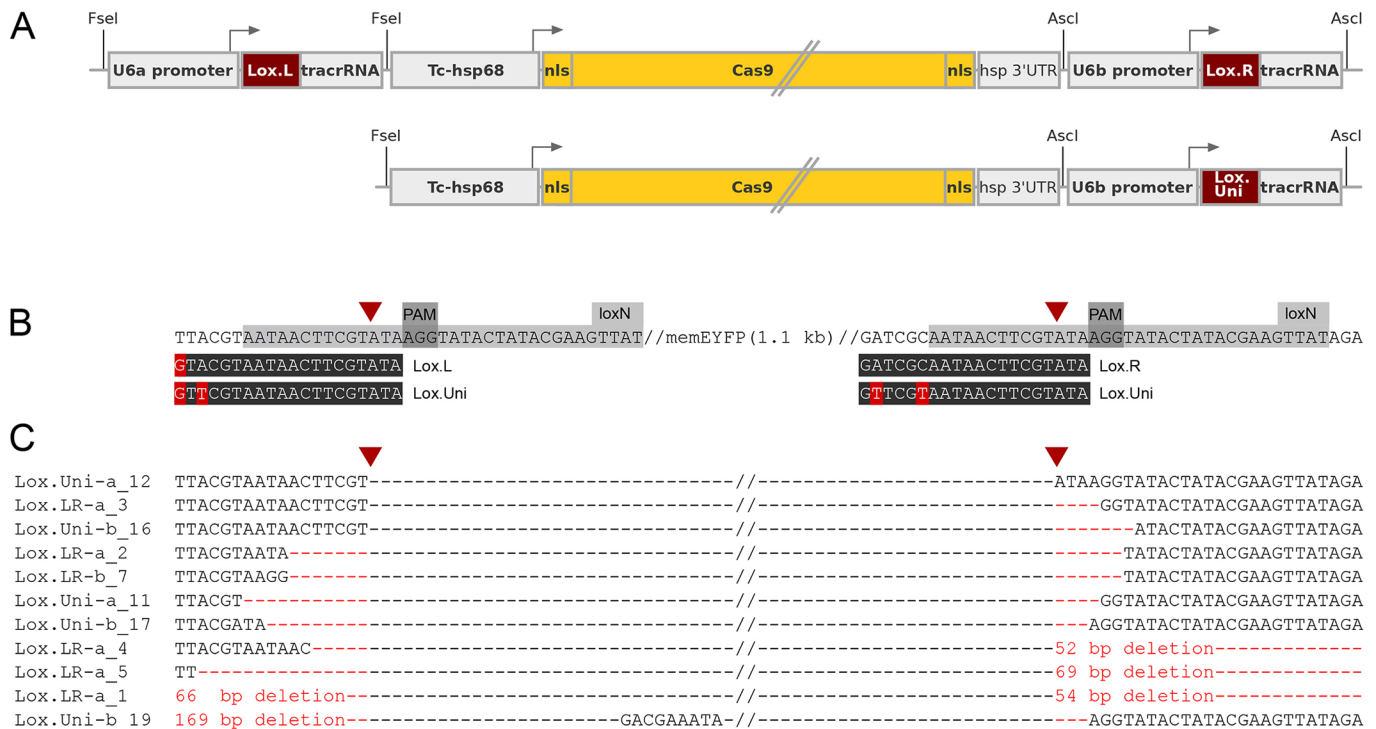 A
FseI FseI AscI AscI
U6a promoter Lox.L tracrRNA Tc-hsp68 nls Cas9 nls hsp 3'UTR U6b promoter Lox.R tracrRNA
FseI AscI AscI
Tc-hsp68 nls Cas9 nls hsp 3'UTR U6b promoter Lox. Uni tracrRNA
B
PAM loxN PAM loxN
TTACGTAATAACTTCGTATAAGGTATACTATACGAAGTTAT//memEYFP(1.1 kb)//GATCGCAATAACTTCGTATAAGGTATACTATACGAAGTTATAGA
GTACGTAATAACTTCGTATA Lox.L GATCGCAATAACTTCGTATA Lox.R
GTTCGTAATAACTTCGTATA Lox.Uni GTTCGTAATAACTTCGTATA Lox.Uni
C
Lox.Uni-a_12 TTACGTAATAACTTCGT--------------------------------//--------------------------ATAAGGTATACTATACGAAGTTATAGA
Lox.LR-a_3 TTACGTAATAACTTCGT--------------------------------//------------------------------GGTATACTATACGAAGTTATAGA
Lox.Uni-b_16 TTACGTAATAACTTCGT--------------------------------//---------------------------------ATACTATACGAAGTTATAGA
Lox.LR-a_2 TTACGTAATA---------------------------------------//--------------------------------TATACTATACGAAGTTATAGA
Lox.LR-b_7 TTACGTAAGG---------------------------------------//--------------------------------TATACTATACGAAGTTATAGA
Lox.Uni-a_11 TTACGT-------------------------------------------//------------------------------GGTATACTATACGAAGTTATAGA
Lox.Uni-b_17 TTACGATA-----------------------------------------//-----------------------------AGGTATACTATACGAAGTTATAGA
Lox.LR-a_4 TTACGTAATAAC-------------------------------------//--------------------------52 bp deletion-------------
Lox.LR-a_5 TT-----------------------------------------------//--------------------------69 bp deletion-------------
Lox.LR-a_1 66 bp deletion----------------------------------//--------------------------54 bp deletion-------------
Lox.Uni-b 19 169 bp deletion------------------------GACGAAATA-//-----------------------------AGGTATACTATACGAAGTTATAGA